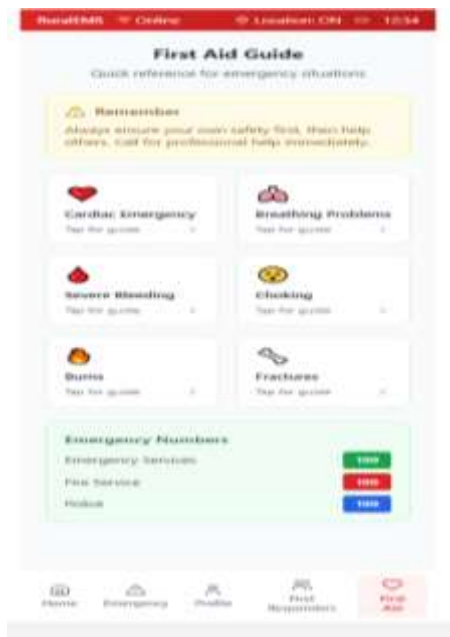 RuralEMS Online Location: ON 12:54
First Aid Guide
Quick reference for emergency situations
Remember
Always ensure your own safety first, then help
others. Call for professional help immediately.
Cardiac Emergency
Tap for guide
Breathing Problems
Tap for guide
Severe Bleeding
Tap for guide
Choking
Tap for guide
Burns
Tap for guide
Fractures
Tap for guide
Emergency Numbers
Emergency Services
Fire Service
Police
Home
Emergency
Profile
First
Responders
First
Aid